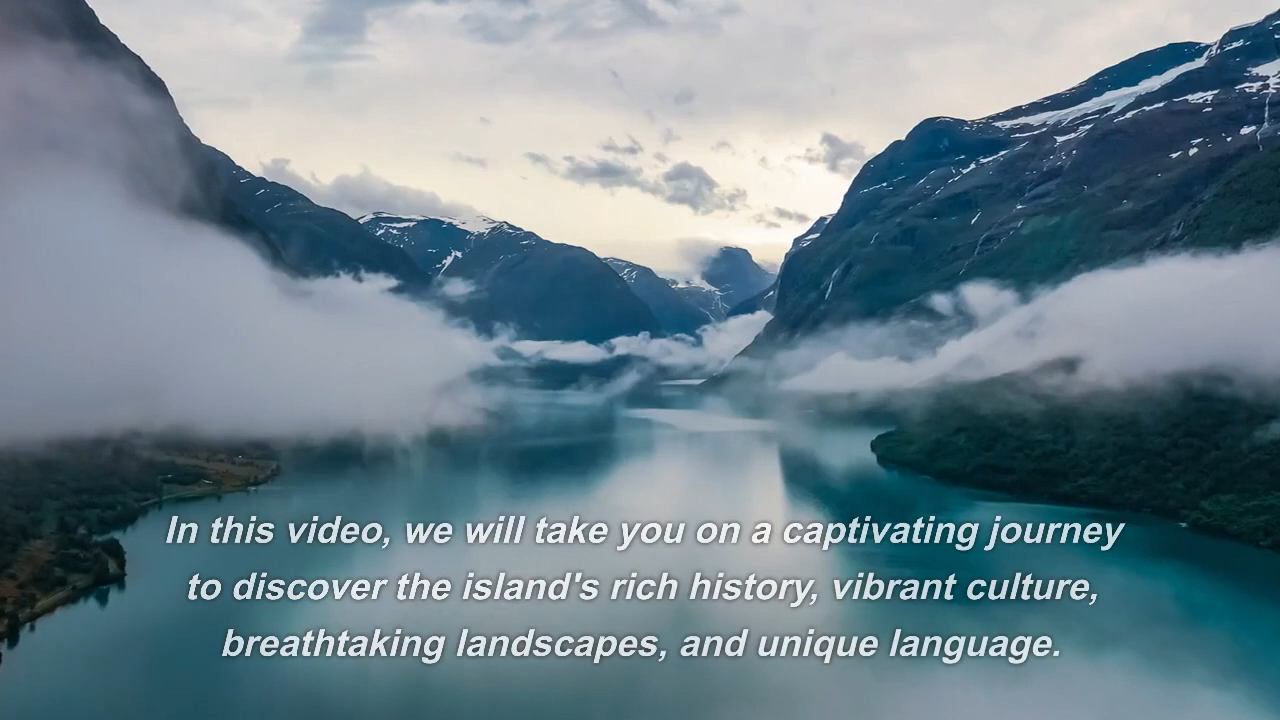 In this video, we will take you on a captivating journey
to discover the island's rich history, vibrant culture,
breathtaking landscapes, and unique language.